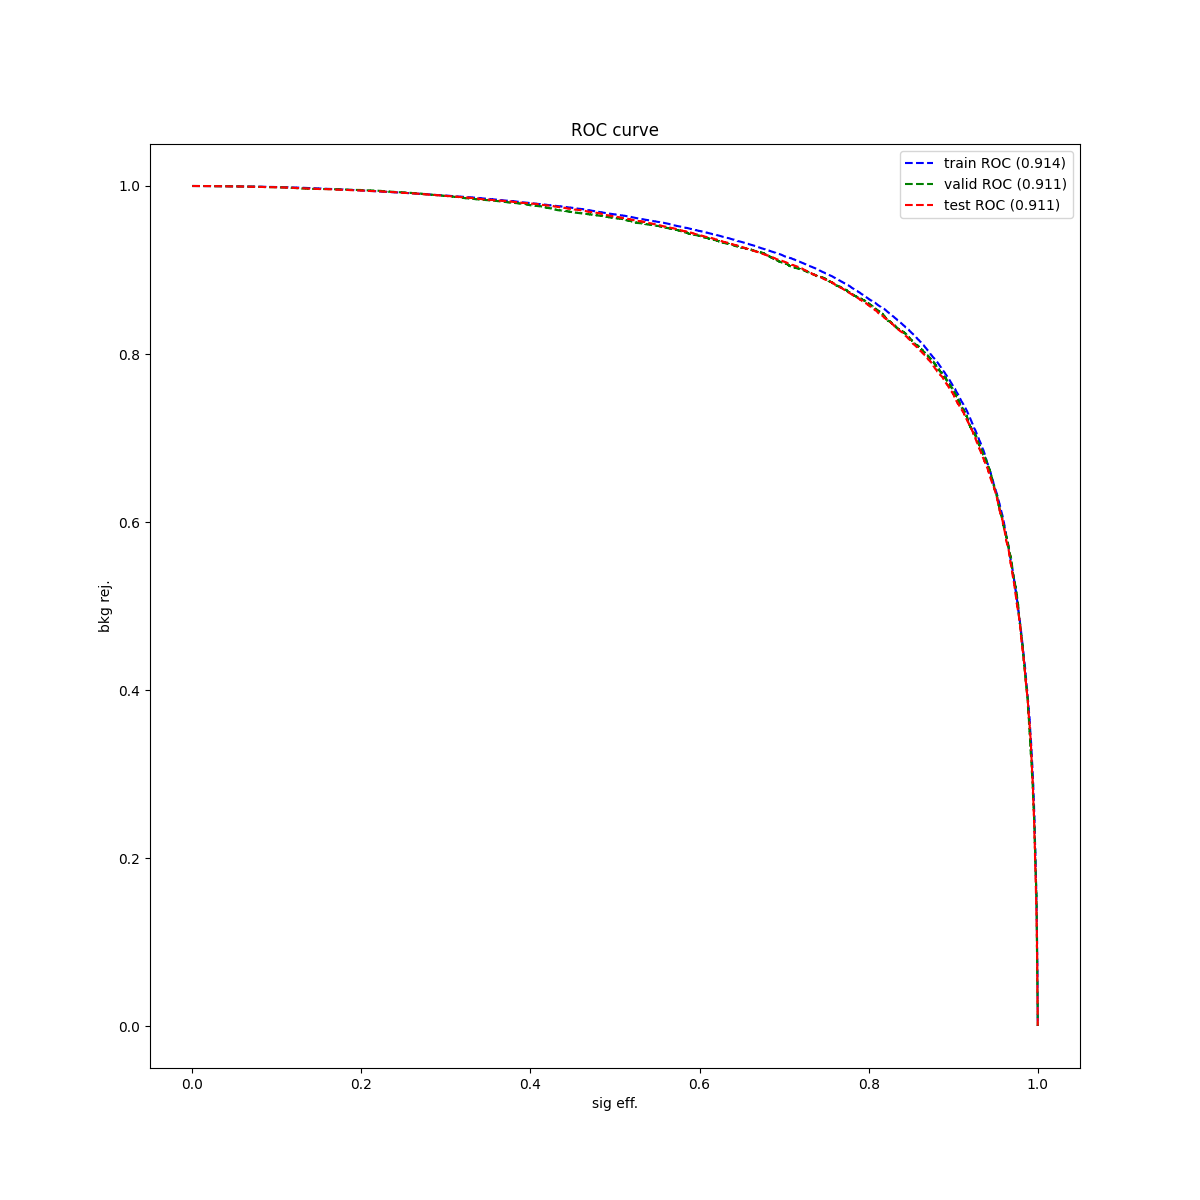 ROC curve
train ROC (0.914)
valid ROC (0.911)
test ROC (0.911)
1.0
0.8
0.6
0.4
0.2
0.0
bkg rej.
0.0 0.2 0.4 0.6 0.8 1.0
sig eff.